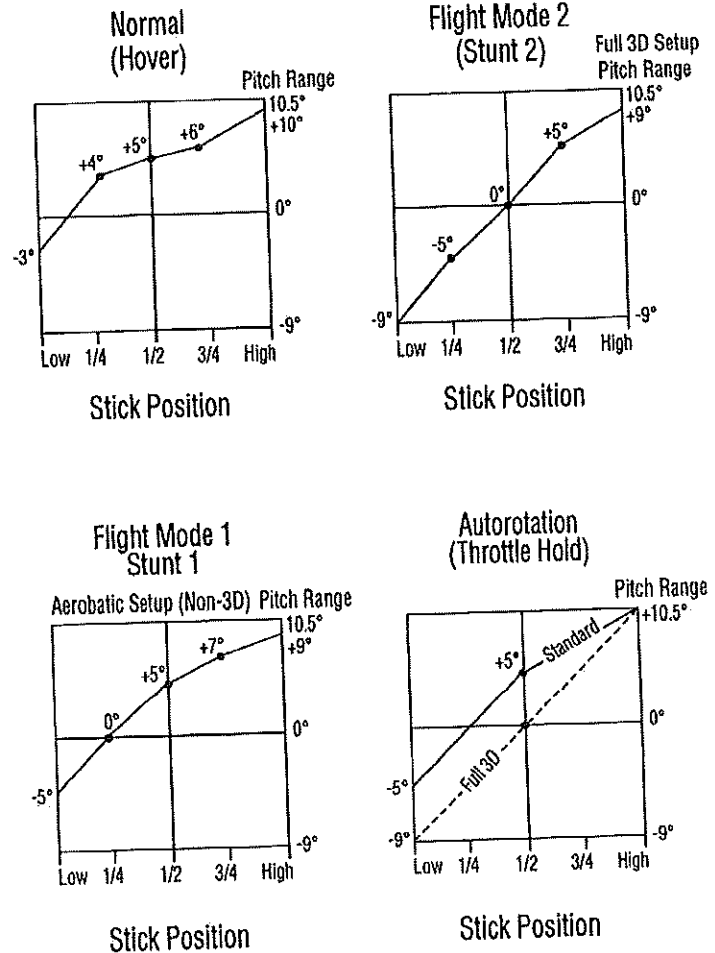 Normal
(Hover)
Pitch Range
10.5°
+10°
+6°
+5°
+4°
0°
-3°
-9°
Low 1/4 1/2 3/4 High
Stick Position
Flight Mode 2
(Stunt 2)
Full 3D Setup
Pitch Range
10.5°
+9°
+5°
0°
0°
-5°
-9°
-9°
Low 1/4 1/2 3/4 High
Stick Position
Flight Mode 1
Stunt 1
Aerobatic Setup (Non-3D) Pitch Range
10.5°
+9°
+7°
+5°
0°
0°
-5°
-9°
Low 1/4 1/2 3/4 High
Stick Position
Autorotation
(Throttle Hold)
Pitch Range
+10.5°
Standard
+5°
0°
Full 3D
-5°
-9°
-9°
Low 1/4 1/2 3/4 High
Stick Position